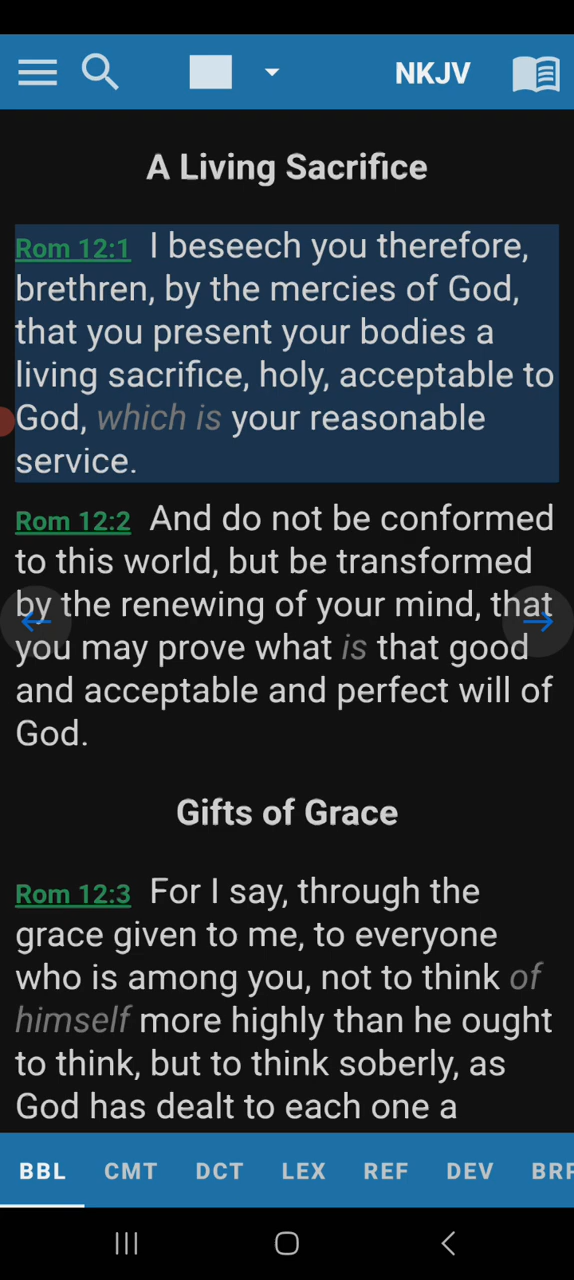 NKJV
A Living Sacrifice
Rom 12:1 I beseech you therefore,
brethren, by the mercies of God,
that you present your bodies a
living sacrifice, holy, acceptable to
God, which is your reasonable
service.
Rom 12:2 And do not be conformed
to this world, but be transformed
by the renewing of your mind, that
you may prove what is that good
and acceptable and perfect will of
God.
Gifts of Grace
Rom 12:3 For I say, through the
grace given to me, to everyone
who is among you, not to think of
himself more highly than he ought
to think, but to think soberly, as
God has dealt to each one a
BBL CMT DCT LEX REF DEV BRP